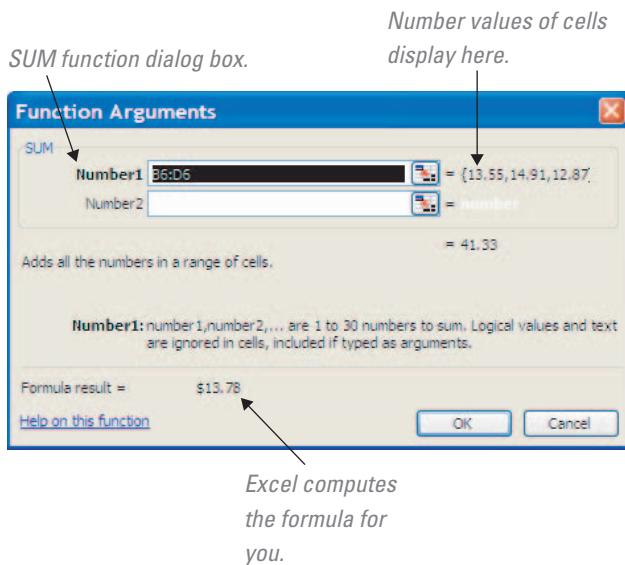 Number values of cells
display here.
SUM function dialog box.
Function Arguments
SUM
Number1 B6:D6 = {13.55,14.91,12.87
Number2 = number
= 41.33
Adds all the numbers in a range of cells.
Number1: number1,number2,... are 1 to 30 numbers to sum. Logical values and text
are ignored in cells, included if typed as arguments.
Formula result = $13.78
Help on this function OK Cancel
Excel computes
the formula for
you.